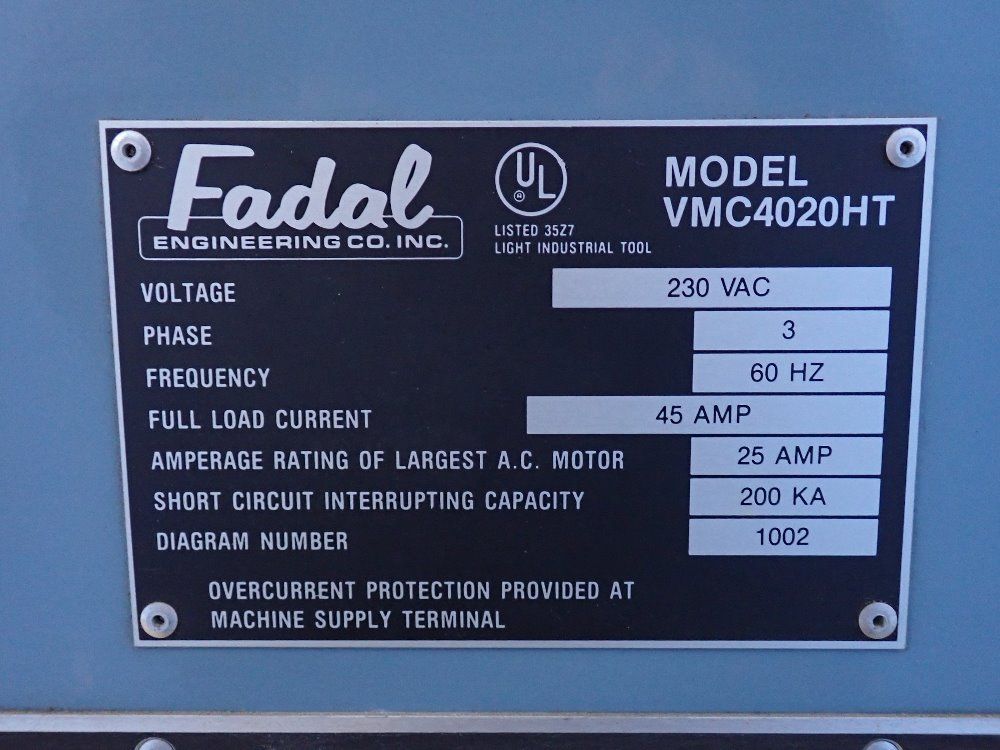 Fadal
ENGINEERING CO. INC.
UL
®
LISTED 35Z7
LIGHT INDUSTRIAL TOOL
MODEL
VMC4020HT
VOLTAGE 230 VAC
PHASE 3
FREQUENCY 60 HZ
FULL LOAD CURRENT 45 AMP
AMPERAGE RATING OF LARGEST A.C. MOTOR 25 AMP
SHORT CIRCUIT INTERRUPTING CAPACITY 200 KA
DIAGRAM NUMBER 1002
OVERCURRENT PROTECTION PROVIDED AT
MACHINE SUPPLY TERMINAL